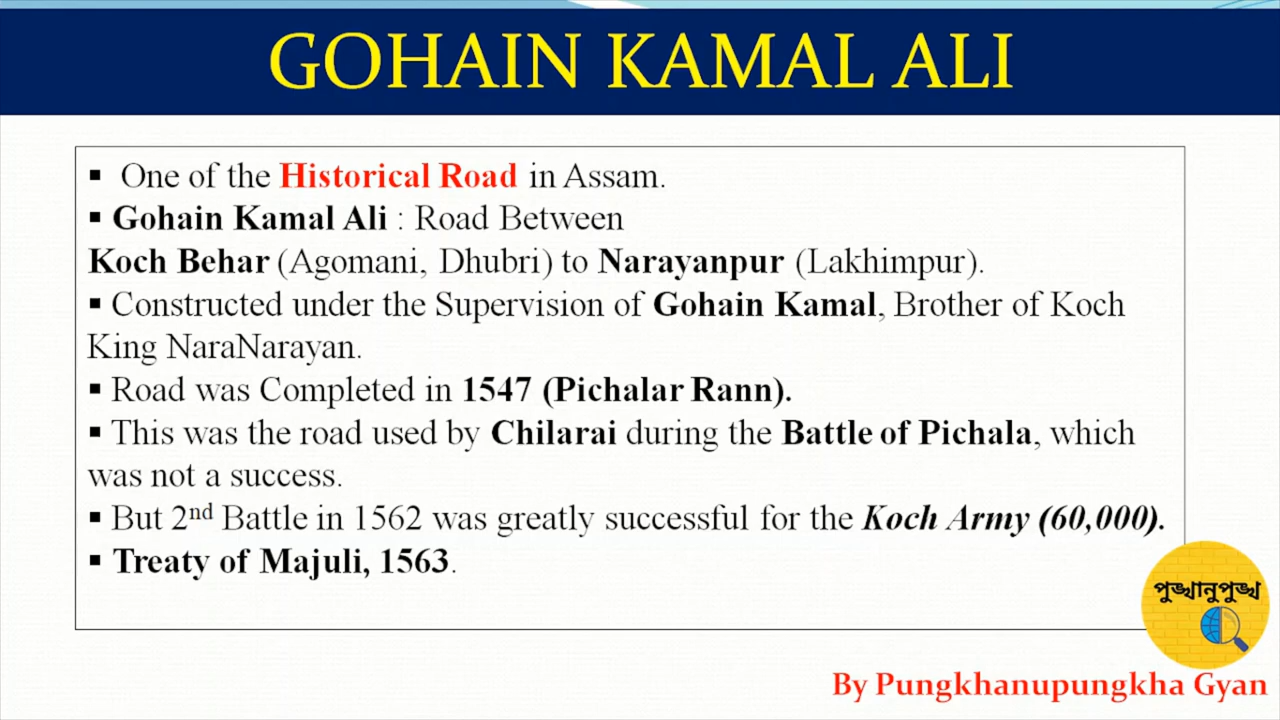 GOHAIN KAMAL ALI
▪ One of the Historical Road in Assam.
▪ Gohain Kamal Ali : Road Between
Koch Behar (Agomani, Dhubri) to Narayanpur (Lakhimpur).
▪ Constructed under the Supervision of Gohain Kamal, Brother of Koch
King NaraNarayan.
▪ Road was Completed in 1547 (Pichalar Rann).
▪ This was the road used by Chilarai during the Battle of Pichala, which
was not a success.
▪ But 2nd Battle in 1562 was greatly successful for the Koch Army (60,000).
▪ Treaty of Majuli, 1563.
পুঙ্খানুপুঙ্খ
By Pungkhanupungkha Gyan